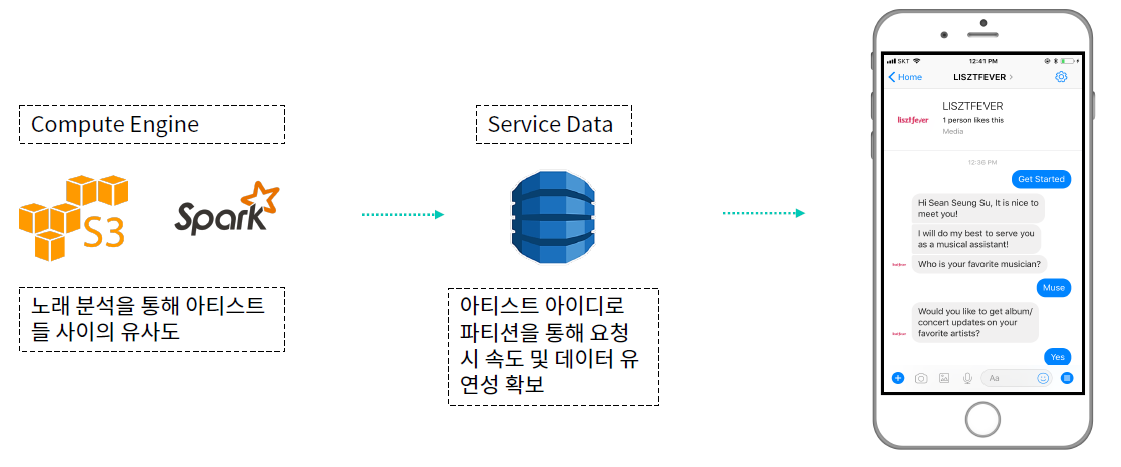 Compute Engine
S3
Spark
노래 분석을 통해 아티스트
들 사이의 유사도
Service Data
아티스트 아이디로
파티션을 통해 요청
시 속도 및 데이터 유
연성 확보
SKT
12:41 PM
Home
LISZTFEVER
lisztfever
LISZTFEVER
1 person likes this
Media
12:36 PM
Get Started
Hi Sean Seung Su, It is nice to
meet you!
I will do my best to serve you
as a musical assistant!
Who is your favorite musician?
Muse
Would you like to get album/
concert updates on your
favorite artists?
Yes
Aa